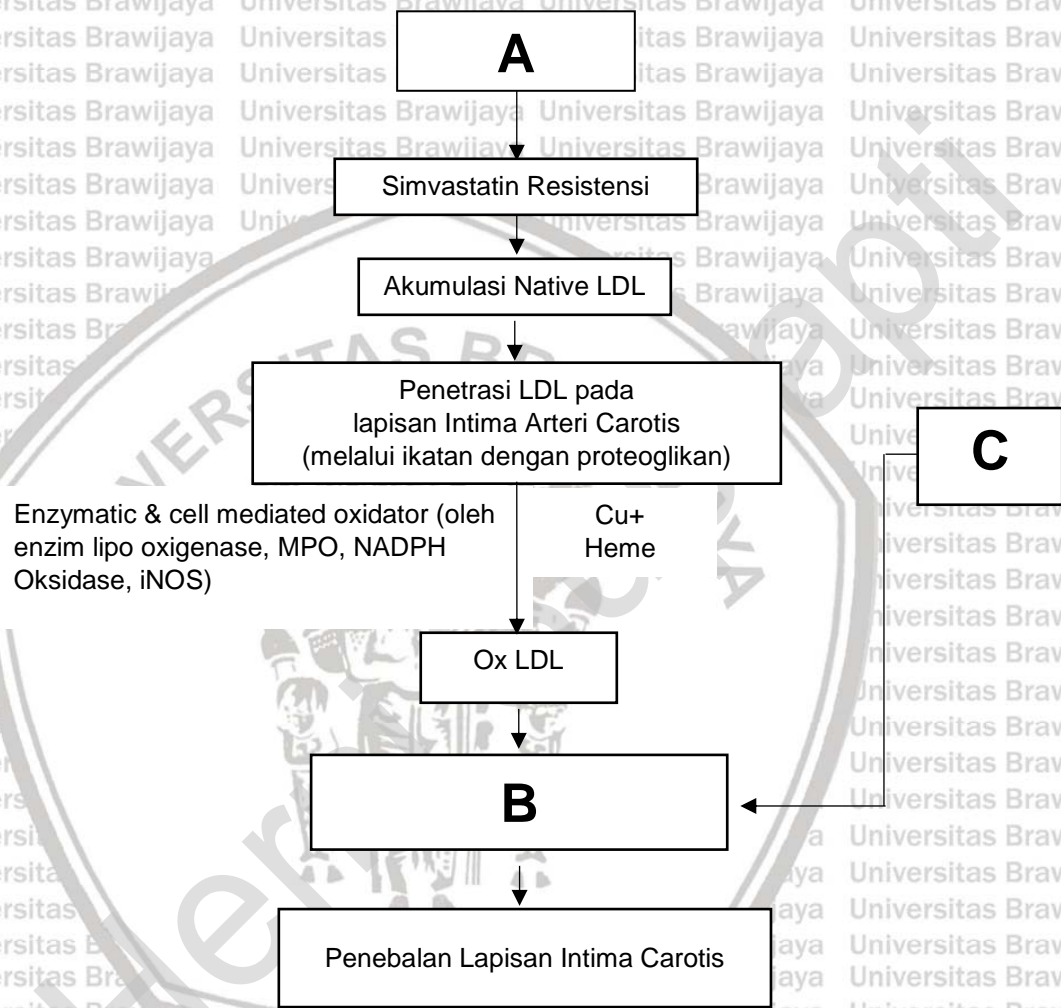 A
Simvastatin Resistensi
Akumulasi Native LDL
Penetrasi LDL pada
lapisan Intima Arteri Carotis
(melalui ikatan dengan proteoglikan)
C
Enzymatic & cell mediated oxidator (oleh
enzim lipo oxigenase, MPO, NADPH
Oksidase, iNOS)
Cu+
Heme
Ox LDL
B
Penebalan Lapisan Intima Carotis